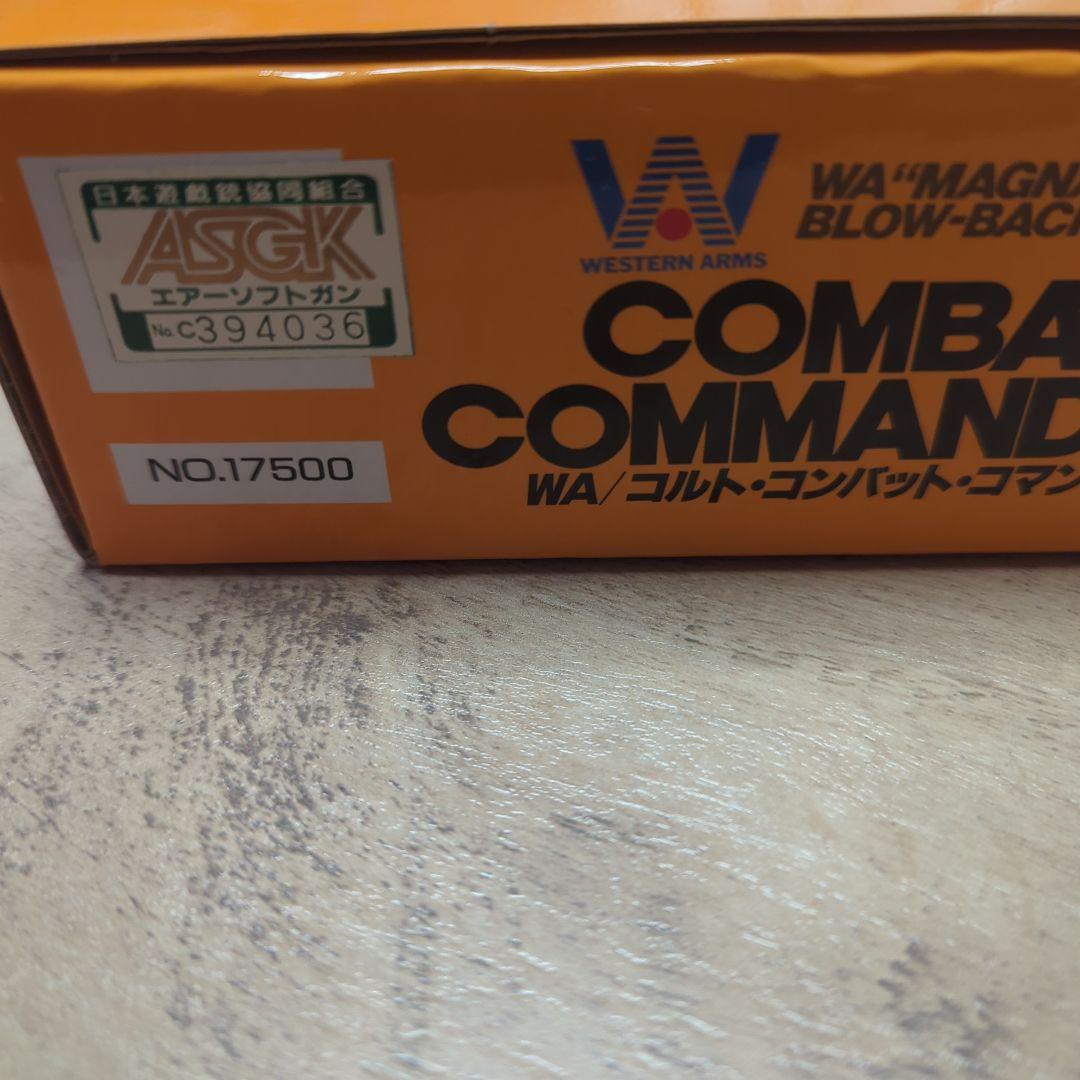 日本遊戯銃協同組合
ASGK
エアーソフトガン
No. C394036
NO.17500
WESTERN ARMS
WA "MAGNA
BLOW-BACK
COMBA
COMMAND
WA/コルト・コンバット・コマン